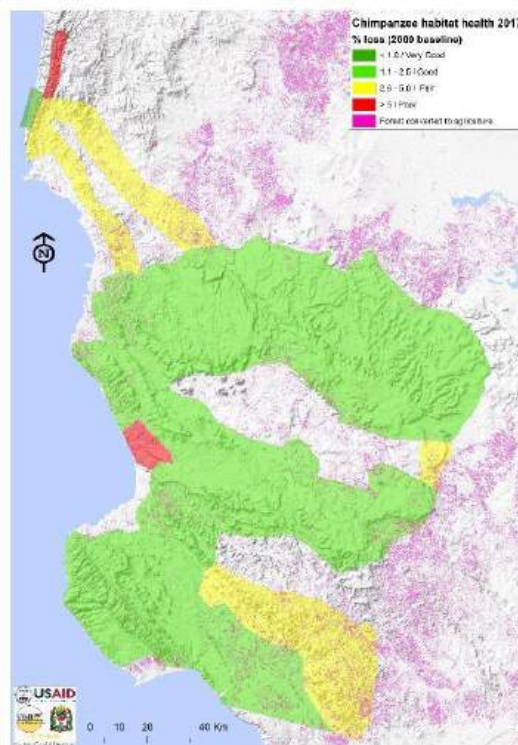 Chimpanzee habitat health 2017
% loss (2000 baseline)
< 1.0 / Very Good
1.1 - 2.5 / Good
2.6 - 5.0 / Fair
> 5 / Poor
Forest converted to agriculture
N
USAID
0 10 20 40 Km